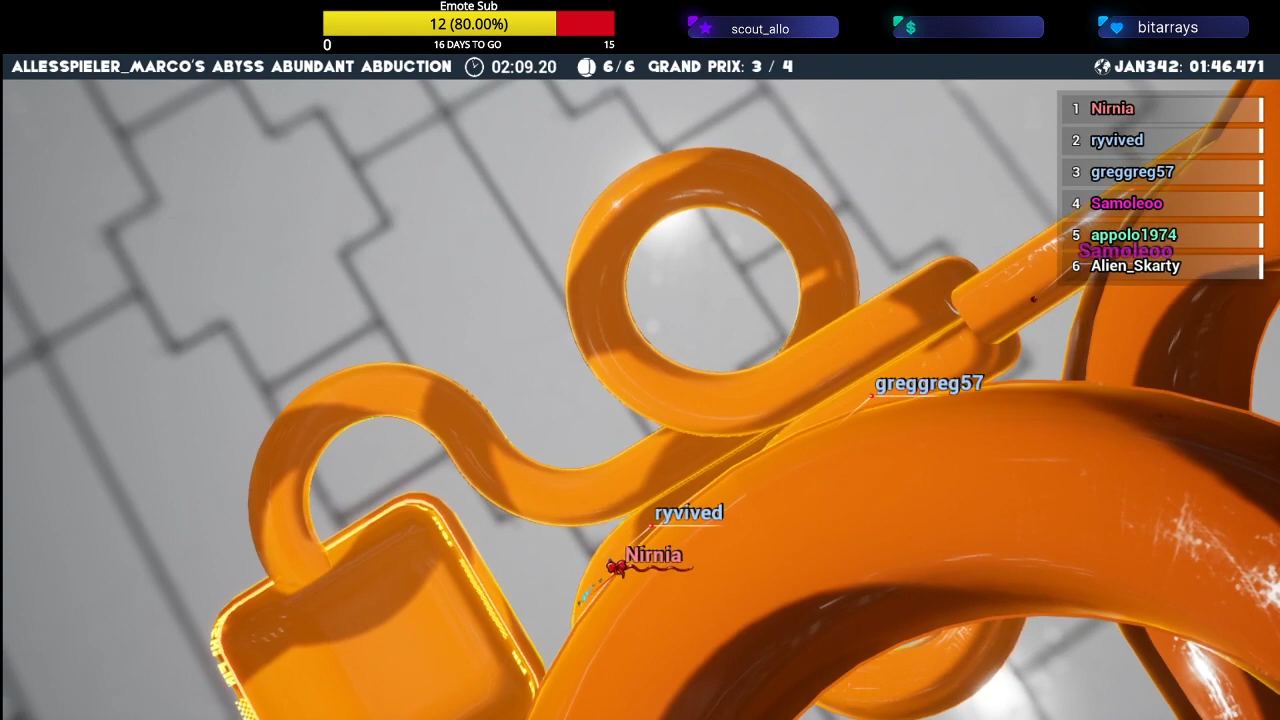 Emote Sub
12 (80.00%)
0
16 DAYS TO GO
15
scout_allo
$
bitarrays
ALLESSPIELER_MARCO'S ABYSS ABUNDANT ABDUCTION
02:09.20
6/6
GRAND PRIX: 3 / 4
JAN342: 01:46.471
1 Nirnia
2 ryvived
3 greggreg57
4 Samoleoo
5 appolo1974
Samoleoo
6 Alien_Skarty
greggreg57
ryvived
Nirnia